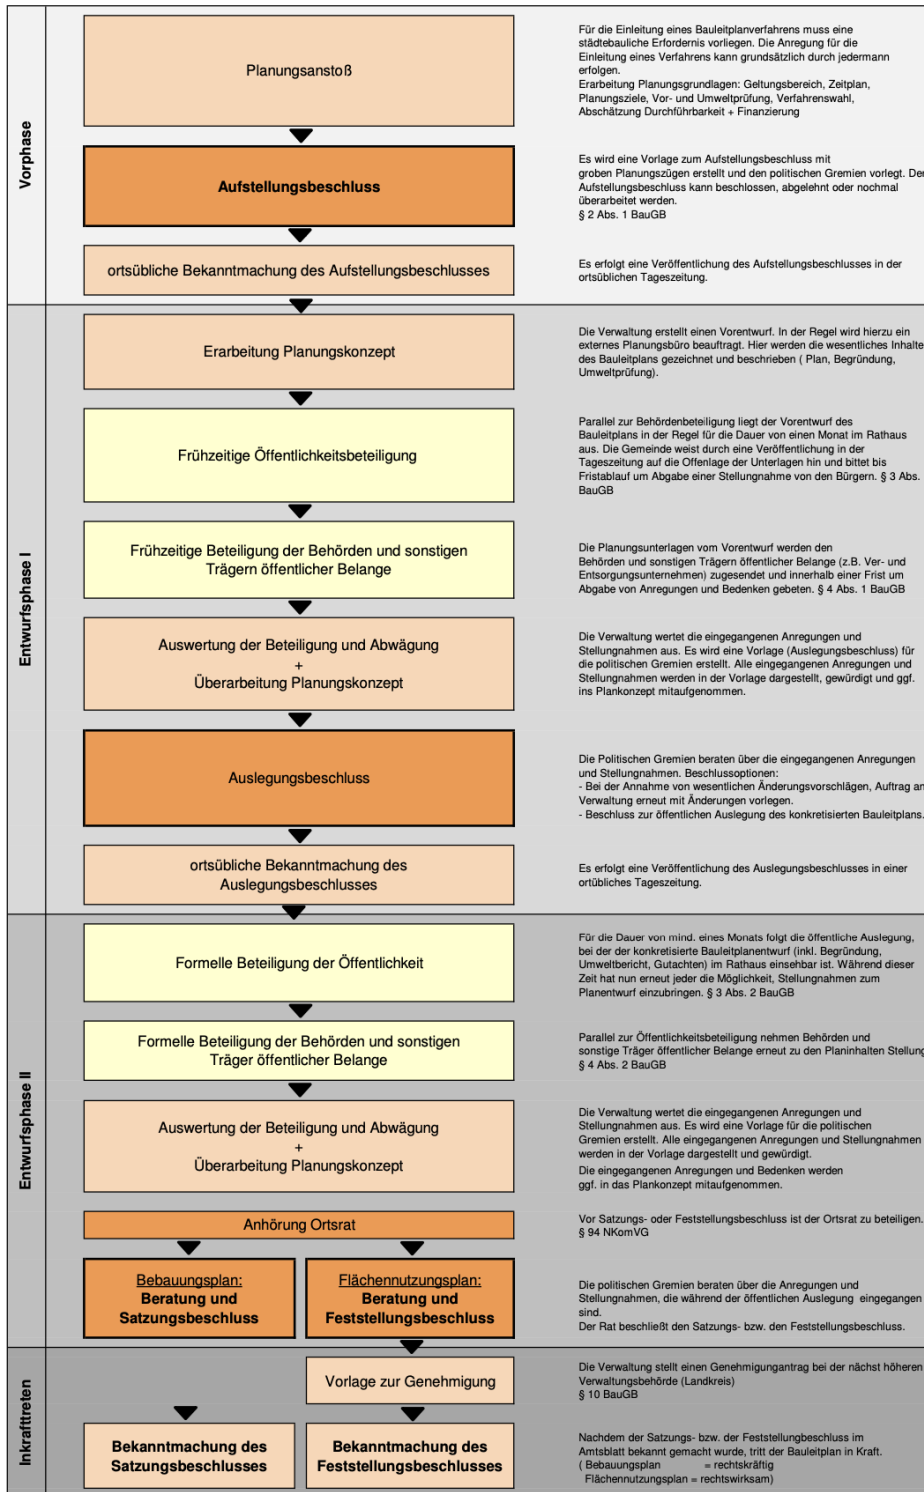 Vorphase
Planungsanstoß
Für die Einleitung eines Bauleitplanverfahrens muss eine
städtebauliche Erfordernis vorliegen. Die Anregung für die
Einleitung eines Verfahrens kann grundsätzlich durch jedermann
erfolgen.
Erarbeitung Planungsgrundlagen: Geltungsbereich, Zeitplan,
Planungsziele, Vor- und Umweltprüfung, Verfahrenswahl,
Abschätzung Durchführbarkeit + Finanzierung
Aufstellungsbeschluss
Es wird eine Vorlage zum Aufstellungsbeschluss mit
groben Planungszügen erstellt und den politischen Gremien vorlegt. Der
Aufstellungsbeschluss kann beschlossen, abgelehnt oder nochmal
überarbeitet werden.
§ 2 Abs. 1 BauGB
ortsübliche Bekanntmachung des Aufstellungsbeschlusses
Es erfolgt eine Veröffentlichung des Aufstellungsbeschlusses in der
ortsüblichen Tageszeitung.
Entwurfsphase I
Erarbeitung Planungskonzept
Die Verwaltung erstellt einen Vorentwurf. In der Regel wird hierzu ein
externes Planungsbüro beauftragt. Hier werden die wesentliches Inhalte
des Bauleitplans gezeichnet und beschrieben ( Plan, Begründung,
Umweltprüfung).
Frühzeitige Öffentlichkeitsbeteiligung
Parallel zur Behördenbeteiligung liegt der Vorentwurf des
Bauleitplans in der Regel für die Dauer von einen Monat im Rathaus
aus. Die Gemeinde weist durch eine Veröffentlichung in der
Tageszeitung auf die Offenlage der Unterlagen hin und bittet bis
Fristablauf um Abgabe einer Stellungnahme von den Bürgern. § 3 Abs.
BauGB
Frühzeitige Beteiligung der Behörden und sonstigen
Trägern öffentlicher Belange
Die Planungsunterlagen vom Vorentwurf werden den
Behörden und sonstigen Trägern öffentlicher Belange (z.B. Ver- und
Entsorgungsunternehmen) zugesendet und innerhalb einer Frist um
Abgabe von Anregungen und Bedenken gebeten. § 4 Abs. 1 BauGB
Auswertung der Beteiligung und Abwägung
+
Überarbeitung Planungskonzept
Die Verwaltung wertet die eingegangenen Anregungen und
Stellungnahmen aus. Es wird eine Vorlage (Auslegungsbeschluss) für
die politischen Gremien erstellt. Alle eingegangenen Anregungen und
Stellungnahmen werden in der Vorlage dargestellt, gewürdigt und ggf.
ins Plankonzept mitaufgenommen.
Auslegungsbeschluss
Die Politischen Gremien beraten über die eingegangenen Anregungen
und Stellungnahmen. Beschlussoptionen:
- Bei der Annahme von wesentlichen Änderungsvorschlägen, Auftrag an
Verwaltung erneut mit Änderungen vorlegen.
- Beschluss zur öffentlichen Auslegung des konkretisierten Bauleitplans.
ortsübliche Bekanntmachung des
Auslegungsbeschlusses
Es erfolgt eine Veröffentlichung des Auslegungsbeschlusses in einer
ortübliches Tageszeitung.
Entwurfsphase II
Formelle Beteiligung der Öffentlichkeit
Für die Dauer von mind. eines Monats folgt die öffentliche Auslegung,
bei der der konkretisierte Bauleitplanentwurf (inkl. Begründung,
Umweltbericht, Gutachten) im Rathaus einsehbar ist. Während dieser
Zeit hat nun erneut jeder die Möglichkeit, Stellungnahmen zum
Planentwurf einzubringen. § 3 Abs. 2 BauGB
Formelle Beteiligung der Behörden und sonstigen
Träger öffentlicher Belange
Parallel zur Öffentlichkeitsbeteiligung nehmen Behörden und
sonstige Träger öffentlicher Belange erneut zu den Planinhalten Stellung
§ 4 Abs. 2 BauGB
Auswertung der Beteiligung und Abwägung
+
Überarbeitung Planungskonzept
Die Verwaltung wertet die eingegangenen Anregungen und
Stellungnahmen aus. Es wird eine Vorlage für die politischen
Gremien erstellt. Alle eingegangenen Anregungen und Stellungnahmen
werden in der Vorlage dargestellt und gewürdigt.
Die eingegangenen Anregungen und Bedenken werden
ggf. in das Plankonzept mitaufgenommen.
Anhörung Ortsrat
Vor Satzungs- oder Feststellungsbeschluss ist der Ortsrat zu beteiligen.
§ 94 NKomVG
Bebauungsplan:
Beratung und
Satzungsbeschluss
Flächennutzungsplan:
Beratung und
Feststellungsbeschluss
Die politischen Gremien beraten über die Anregungen und
Stellungnahmen, die während der öffentlichen Auslegung eingegangen
sind.
Der Rat beschließt den Satzungs- bzw. den Feststellungsbeschluss.
Inkrafttreten
Vorlage zur Genehmigung
Die Verwaltung stellt einen Genehmigungantrag bei der nächst höheren
Verwaltungsbehörde (Landkreis)
§ 10 BauGB
Bekanntmachung des
Satzungsbeschlusses
Bekanntmachung des
Feststellungsbeschlusses
Nachdem der Satzungs- bzw. der Feststellungbeschluss im
Amtsblatt bekannt gemacht wurde, tritt der Bauleitplan in Kraft.
( Bebauungsplan = rechtskräftig
Flächennutzungsplan = rechtswirksam)